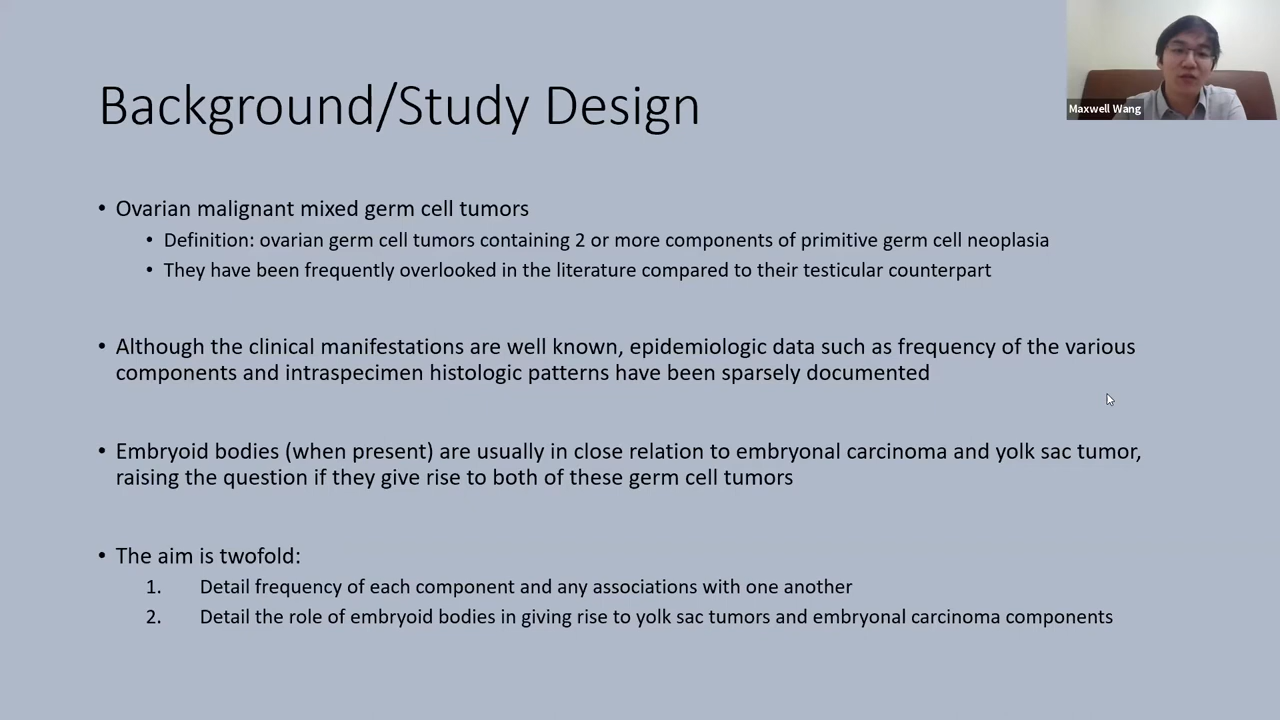 Background/Study Design
Maxwell Wang
• Ovarian malignant mixed germ cell tumors
• Definition: ovarian germ cell tumors containing 2 or more components of primitive germ cell neoplasia
• They have been frequently overlooked in the literature compared to their testicular counterpart
• Although the clinical manifestations are well known, epidemiologic data such as frequency of the various
components and intraspecimen histologic patterns have been sparsely documented
• Embryoid bodies (when present) are usually in close relation to embryonal carcinoma and yolk sac tumor,
raising the question if they give rise to both of these germ cell tumors
• The aim is twofold:
1. Detail frequency of each component and any associations with one another
2. Detail the role of embryoid bodies in giving rise to yolk sac tumors and embryonal carcinoma components